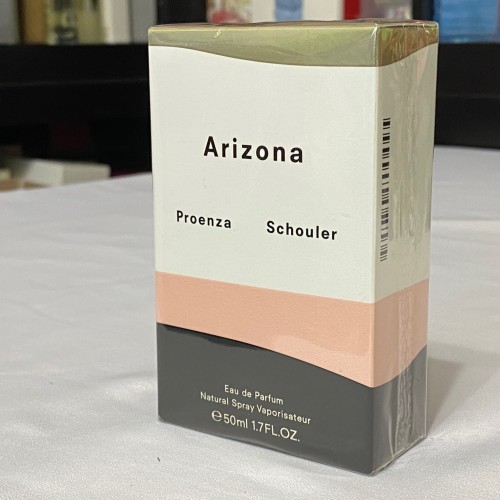 Arizona
Proenza Schouler
Eau de Parfum
Natural Spray Vaporisateur
℮50ml 1.7FL.OZ.